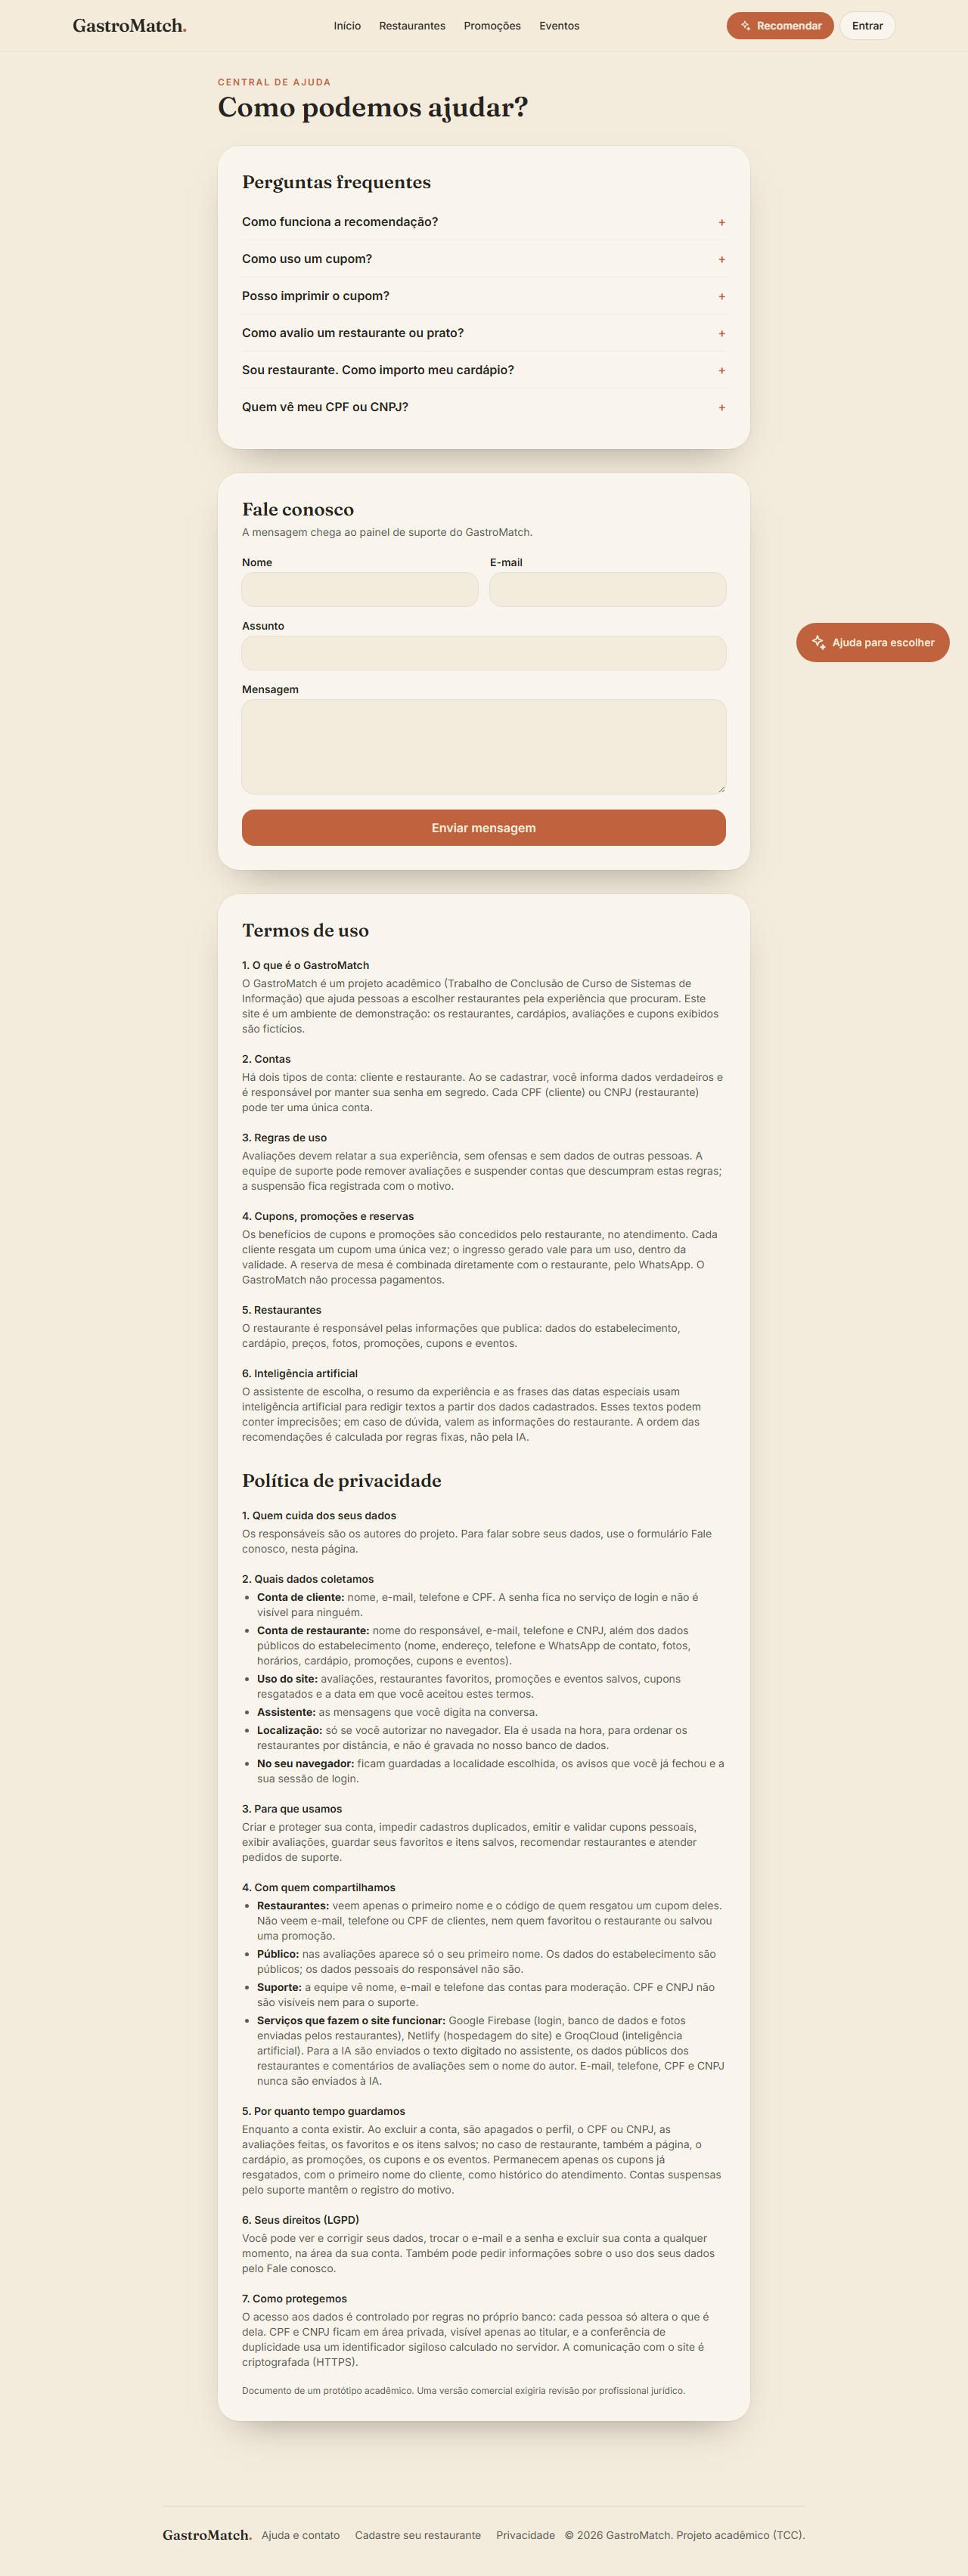 GastroMatch.
Início
Restaurantes
Promoções
Eventos
Recomendar
Entrar
CENTRAL DE AJUDA
Como podemos ajudar?
Perguntas frequentes
Como funciona a recomendação? +
Como uso um cupom? +
Posso imprimir o cupom? +
Como avalio um restaurante ou prato? +
Sou restaurante. Como importo meu cardápio? +
Quem vê meu CPF ou CNPJ? +
Fale conosco
A mensagem chega ao painel de suporte do GastroMatch.
Nome
E-mail
Assunto
Mensagem
Enviar mensagem
Ajuda para escolher
Termos de uso
1. O que é o GastroMatch
O GastroMatch é um projeto acadêmico (Trabalho de Conclusão de Curso de Sistemas de
Informação) que ajuda pessoas a escolher restaurantes pela experiência que procuram. Este
site é um ambiente de demonstração: os restaurantes, cardápios, avaliações e cupons exibidos
são fictícios.
2. Contas
Há dois tipos de conta: cliente e restaurante. Ao se cadastrar, você informa dados verdadeiros e
é responsável por manter sua senha em segredo. Cada CPF (cliente) ou CNPJ (restaurante)
pode ter uma única conta.
3. Regras de uso
Avaliações devem relatar a sua experiência, sem ofensas e sem dados de outras pessoas. A
equipe de suporte pode remover avaliações e suspender contas que descumpram estas regras;
a suspensão fica registrada com o motivo.
4. Cupons, promoções e reservas
Os benefícios de cupons e promoções são concedidos pelo restaurante, no atendimento. Cada
cliente resgata um cupom uma única vez; o ingresso gerado vale para um uso, dentro da
validade. A reserva de mesa é combinada diretamente com o restaurante, pelo WhatsApp. O
GastroMatch não processa pagamentos.
5. Restaurantes
O restaurante é responsável pelas informações que publica: dados do estabelecimento,
cardápio, preços, fotos, promoções, cupons e eventos.
6. Inteligência artificial
O assistente de escolha, o resumo da experiência e as frases das datas especiais usam
inteligência artificial para redigir textos a partir dos dados cadastrados. Esses textos podem
conter imprecisões; em caso de dúvida, valem as informações do restaurante. A ordem das
recomendações é calculada por regras fixas, não pela IA.
Política de privacidade
1. Quem cuida dos seus dados
Os responsáveis são os autores do projeto. Para falar sobre seus dados, use o formulário Fale
conosco, nesta página.
2. Quais dados coletamos
• Conta de cliente: nome, e-mail, telefone e CPF. A senha fica no serviço de login e não é
visível para ninguém.
• Conta de restaurante: nome do responsável, e-mail, telefone e CNPJ, além dos dados
públicos do estabelecimento (nome, endereço, telefone e WhatsApp de contato, fotos,
horários, cardápio, promoções, cupons e eventos).
• Uso do site: avaliações, restaurantes favoritos, promoções e eventos salvos, cupons
resgatados e a data em que você aceitou estes termos.
• Assistente: as mensagens que você digita na conversa.
• Localização: só se você autorizar no navegador. Ela é usada na hora, para ordenar os
restaurantes por distância, e não é gravada no nosso banco de dados.
• No seu navegador: ficam guardadas a localidade escolhida, os avisos que você já fechou e a
sua sessão de login.
3. Para que usamos
Criar e proteger sua conta, impedir cadastros duplicados, emitir e validar cupons pessoais,
exibir avaliações, guardar seus favoritos e itens salvos, recomendar restaurantes e atender
pedidos de suporte.
4. Com quem compartilhamos
• Restaurantes: veem apenas o primeiro nome e o código de quem resgatou um cupom deles.
Não veem e-mail, telefone ou CPF de clientes, nem quem favoritou o restaurante ou salvou
uma promoção.
• Público: nas avaliações aparece só o seu primeiro nome. Os dados do estabelecimento são
públicos; os dados pessoais do responsável não são.
• Suporte: a equipe vê nome, e-mail e telefone das contas para moderação. CPF e CNPJ não
são visíveis nem para o suporte.
• Serviços que fazem o site funcionar: Google Firebase (login, banco de dados e fotos
enviadas pelos restaurantes), Netlify (hospedagem do site) e GroqCloud (inteligência
artificial). Para a IA são enviados o texto digitado no assistente, os dados públicos dos
restaurantes e comentários de avaliações sem o nome do autor. E-mail, telefone, CPF e CNPJ
nunca são enviados à IA.
5. Por quanto tempo guardamos
Enquanto a conta existir. Ao excluir a conta, são apagados o perfil, o CPF ou CNPJ, as
avaliações feitas, os favoritos e os itens salvos; no caso de restaurante, também a página, o
cardápio, as promoções, os cupons e os eventos. Permanecem apenas os cupons já
resgatados, com o primeiro nome do cliente, como histórico do atendimento. Contas suspensas
pelo suporte mantêm o registro do motivo.
6. Seus direitos (LGPD)
Você pode ver e corrigir seus dados, trocar o e-mail e a senha e excluir sua conta a qualquer
momento, na área da sua conta. Também pode pedir informações sobre o uso dos seus dados
pelo Fale conosco.
7. Como protegemos
O acesso aos dados é controlado por regras no próprio banco: cada pessoa só altera o que é
dela. CPF e CNPJ ficam em área privada, visível apenas ao titular, e a conferência de
duplicidade usa um identificador sigiloso calculado no servidor. A comunicação com o site é
criptografada (HTTPS).
Documento de um protótipo acadêmico. Uma versão comercial exigiria revisão por profissional jurídico.
GastroMatch.
Ajuda e contato
Cadastre seu restaurante
Privacidade
© 2026 GastroMatch. Projeto acadêmico (TCC).